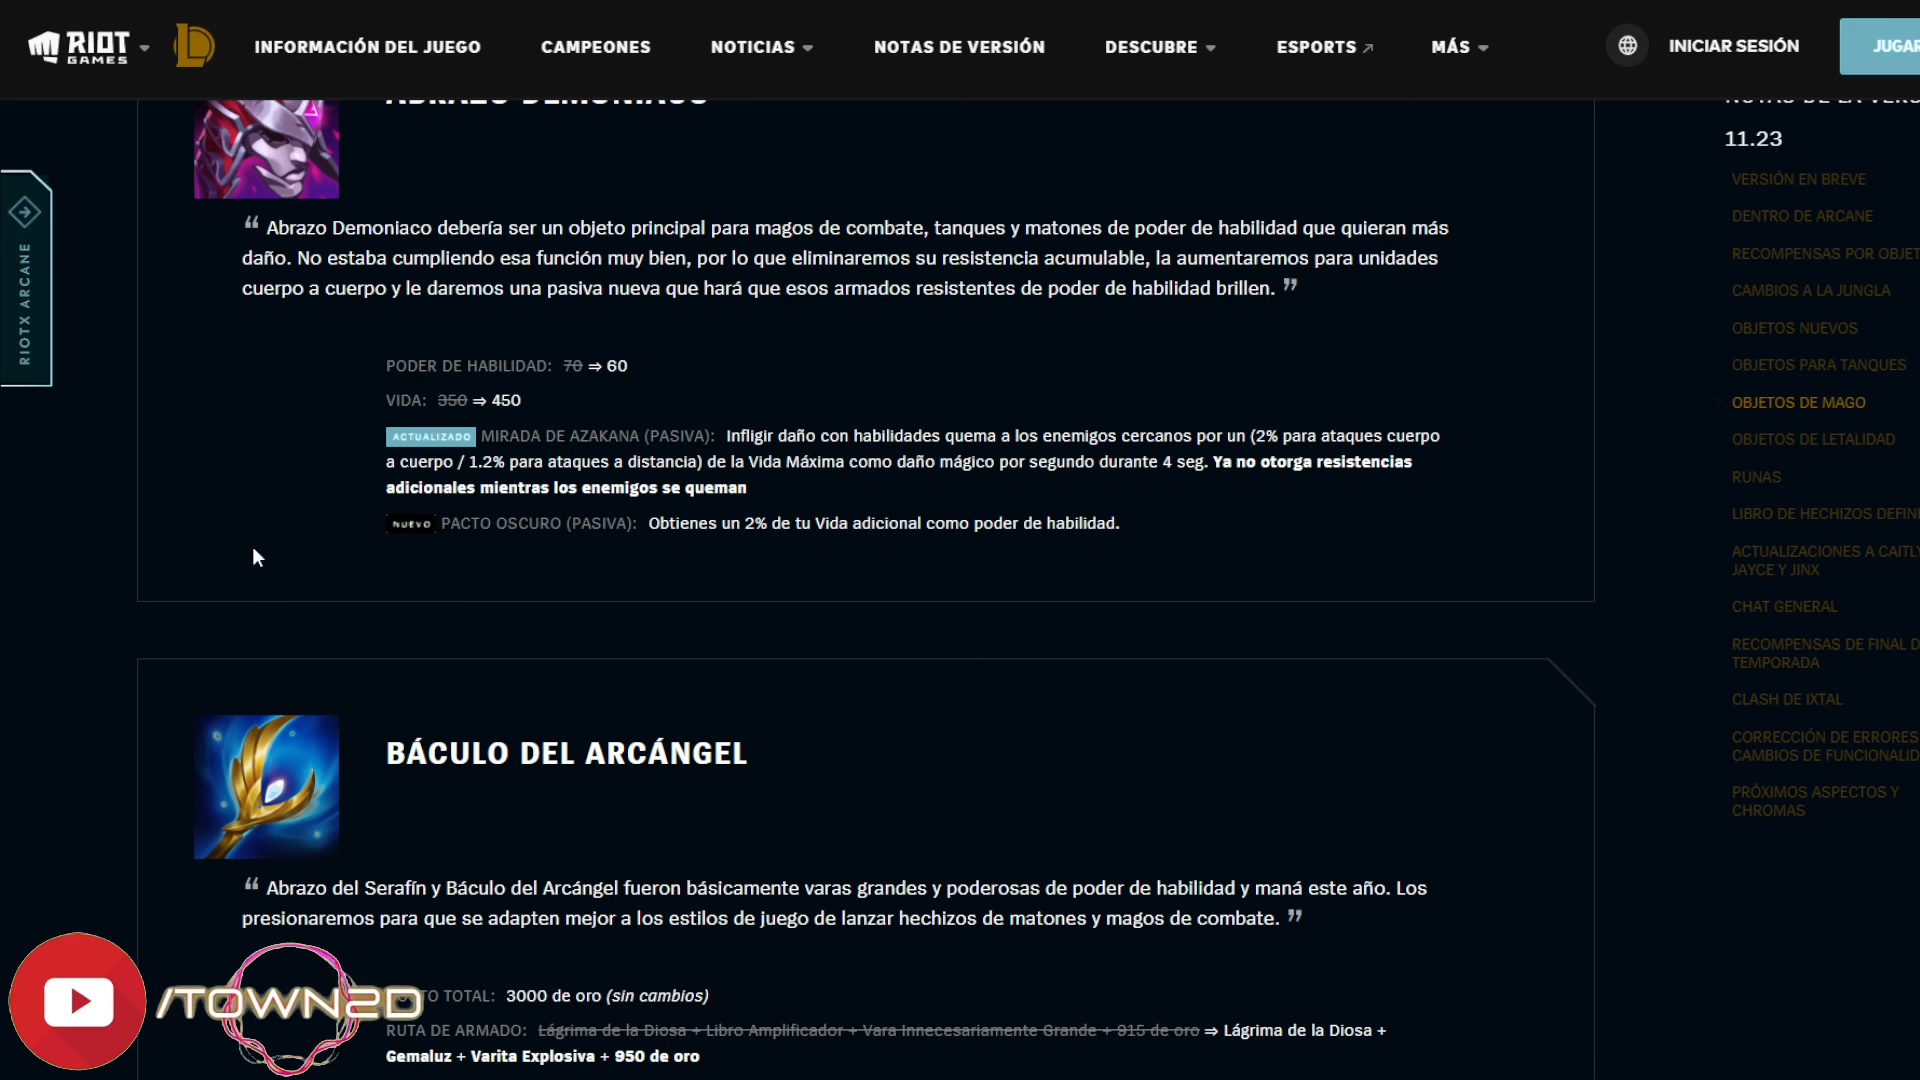 RIOT GAMES
INFORMACIÓN DEL JUEGO
CAMPEONES
NOTICIAS
NOTAS DE VERSIÓN
DESCUBRE
ESPORTS
MÁS
INICIAR SESIÓN
JUGAR
RIOTX ARCANE
ABRAZO DEMONIACO
“ Abrazo Demoniaco debería ser un objeto principal para magos de combate, tanques y matones de poder de habilidad que quieran más
daño. No estaba cumpliendo esa función muy bien, por lo que eliminaremos su resistencia acumulable, la aumentaremos para unidades
cuerpo a cuerpo y le daremos una pasiva nueva que hará que esos armados resistentes de poder de habilidad brillen. ”
PODER DE HABILIDAD: 70 ⇒ 60
VIDA: 350 ⇒ 450
ACTUALIZADO MIRADA DE AZAKANA (PASIVA): Infligir daño con habilidades quema a los enemigos cercanos por un (2% para ataques cuerpo
a cuerpo / 1.2% para ataques a distancia) de la Vida Máxima como daño mágico por segundo durante 4 seg. Ya no otorga resistencias
adicionales mientras los enemigos se queman
NUEVO PACTO OSCURO (PASIVA): Obtienes un 2% de tu Vida adicional como poder de habilidad.
BÁCULO DEL ARCÁNGEL
“ Abrazo del Serafín y Báculo del Arcángel fueron básicamente varas grandes y poderosas de poder de habilidad y maná este año. Los
presionaremos para que se adapten mejor a los estilos de juego de lanzar hechizos de matones y magos de combate. ”
TO TOTAL: 3000 de oro (sin cambios)
RUTA DE ARMADO: Lágrima de la Diosa + Libro Amplificador + Vara Innecesariamente Grande + 915 de oro ⇒ Lágrima de la Diosa +
Gemaluz + Varita Explosiva + 950 de oro
/TOWN2D
NOTAS DE LA VERS
11.23
VERSIÓN EN BREVE
DENTRO DE ARCANE
RECOMPENSAS POR OBJET
CAMBIOS A LA JUNGLA
OBJETOS NUEVOS
OBJETOS PARA TANQUES
OBJETOS DE MAGO
OBJETOS DE LETALIDAD
RUNAS
LIBRO DE HECHIZOS DEFINI
ACTUALIZACIONES A CAITLY
JAYCE Y JINX
CHAT GENERAL
RECOMPENSAS DE FINAL D
TEMPORADA
CLASH DE IXTAL
CORRECCIÓN DE ERRORES
CAMBIOS DE FUNCIONALID
PRÓXIMOS ASPECTOS Y
CHROMAS